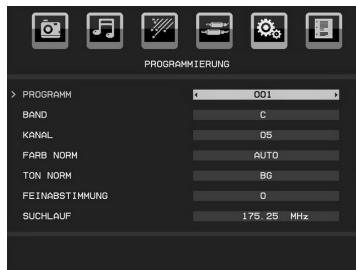 PROGRAMMIERUNG
> PROGRAMM 001
BAND C
KANAL 05
FARB NORM AUTO
TON NORM BG
FEINABSTIMMUNG 0
SUCHLAUF 175.25 MHz